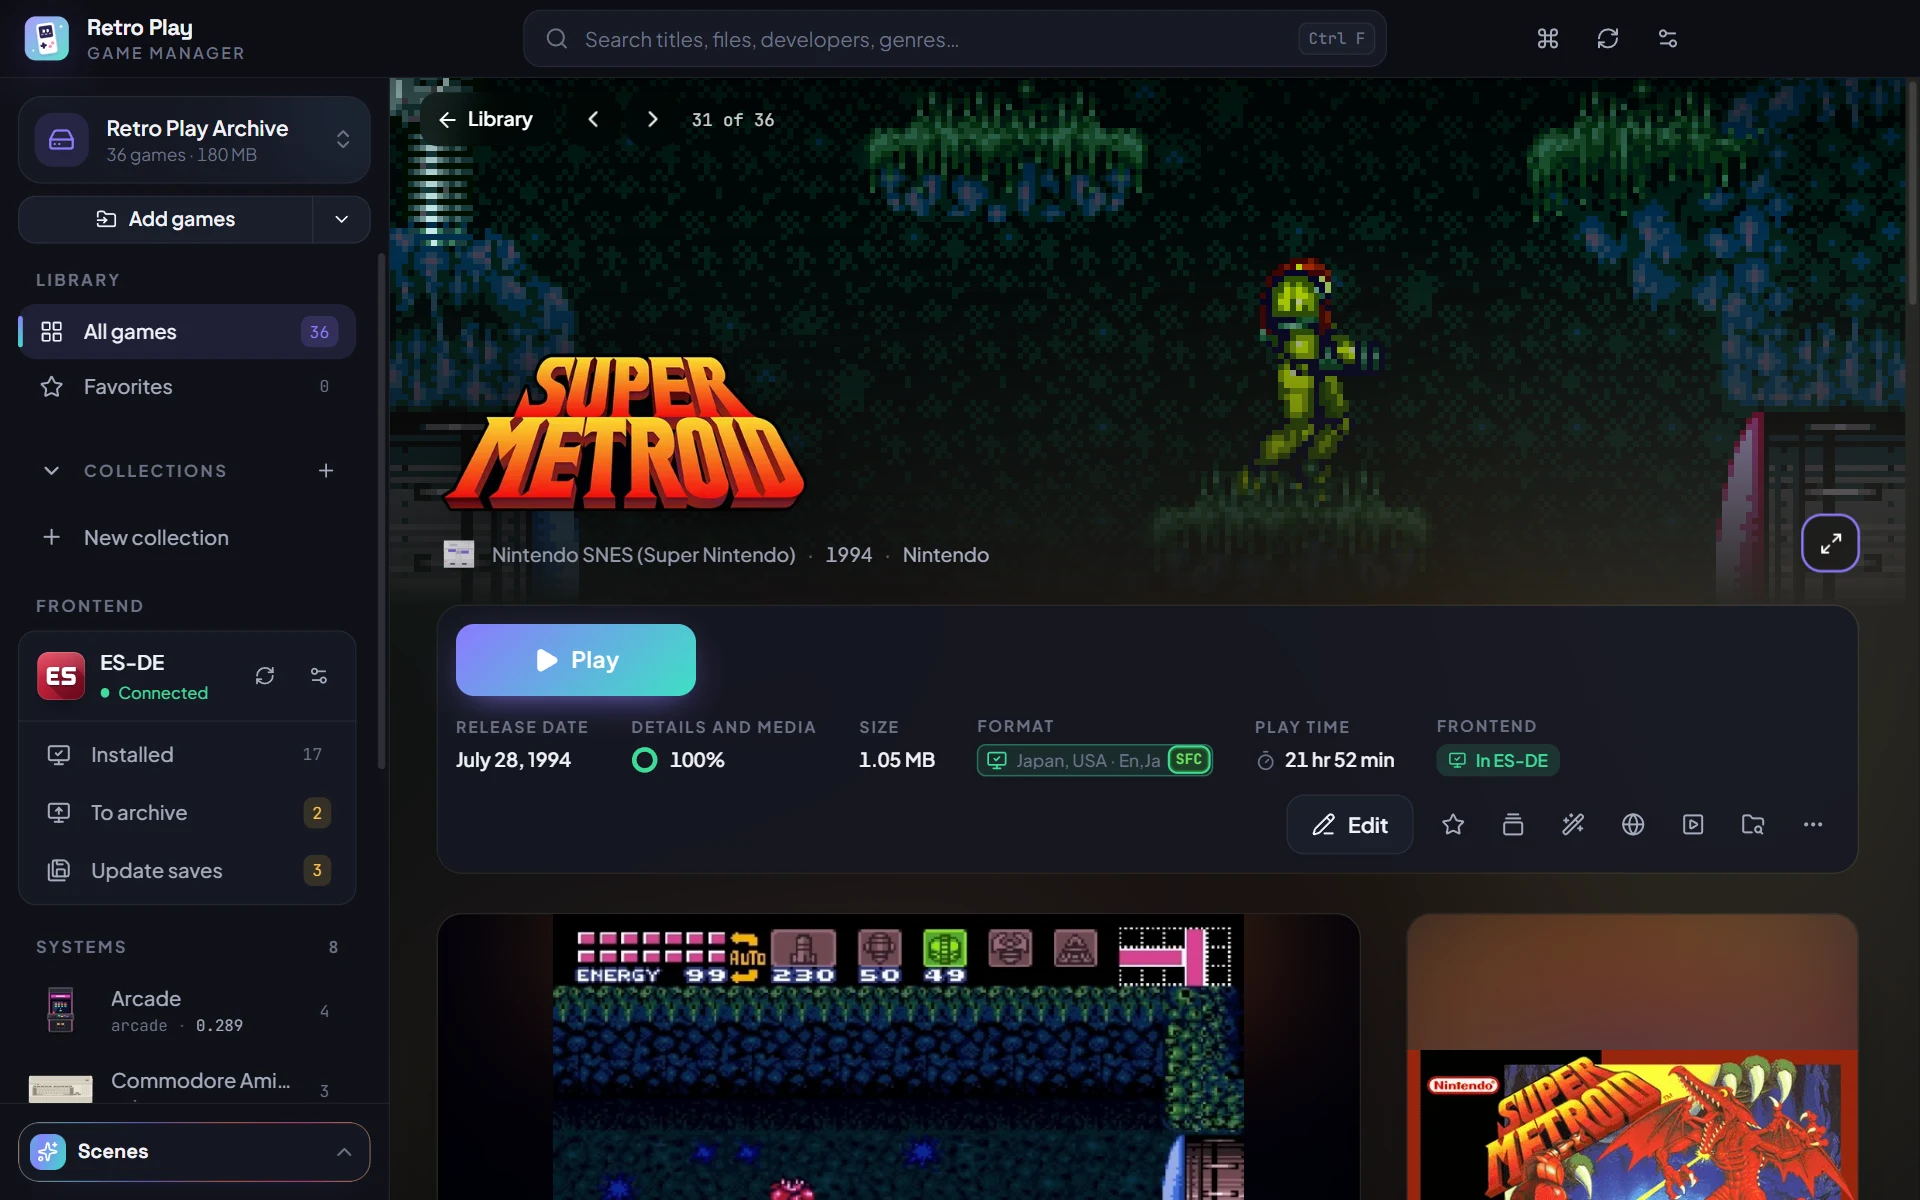 Retro Play
GAME MANAGER
Search titles, files, developers, genres...
Ctrl F
Retro Play Archive
36 games · 180 MB
Add games
LIBRARY
All games
36
Favorites
0
COLLECTIONS
New collection
FRONTEND
ES
ES-DE
Connected
Installed
17
To archive
2
Update saves
3
SYSTEMS
8
Arcade
arcade · 0.289
4
Commodore Ami...
3
Scenes
Library
31 of 36
SUPER
METROID
Nintendo SNES (Super Nintendo) · 1994 · Nintendo
Play
RELEASE DATE
July 28, 1994
DETAILS AND MEDIA
100%
SIZE
1.05 MB
FORMAT
Japan, USA · En,Ja
SFC
PLAY TIME
21 hr 52 min
FRONTEND
In ES-DE
Edit
AUTO
ENERGY 99 230 50 49
Nintendo
SUPER
METROID
TM